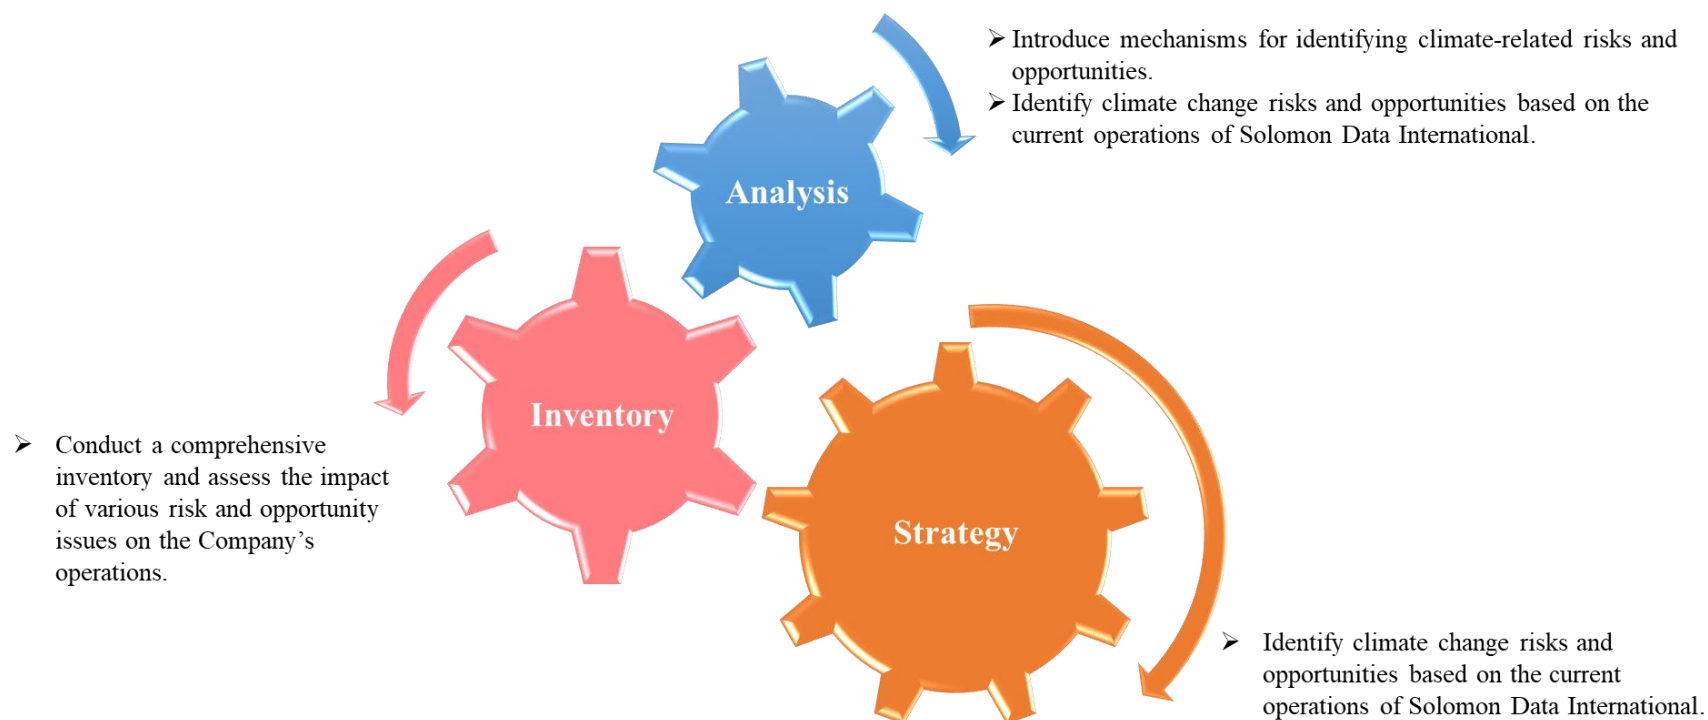 ➢ Introduce mechanisms for identifying climate-related risks and
opportunities.
➢ Identify climate change risks and opportunities based on the
current operations of Solomon Data International.
Analysis
Inventory
➢ Conduct a comprehensive
inventory and assess the impact
of various risk and opportunity
issues on the Company’s
operations.
Strategy
➢ Identify climate change risks and
opportunities based on the current
operations of Solomon Data International.